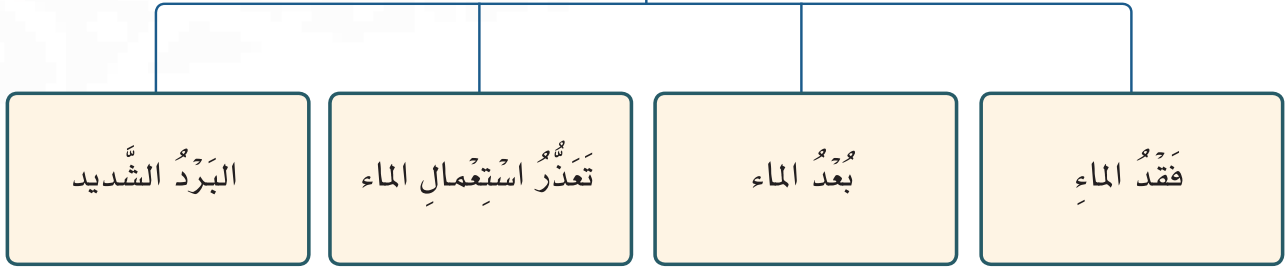 فَقْدُ الماءِ
بُعْدُ الماء
تَعَذُّرُ اسْتِعْمالِ الماء
البَرْدُ الشَّديد